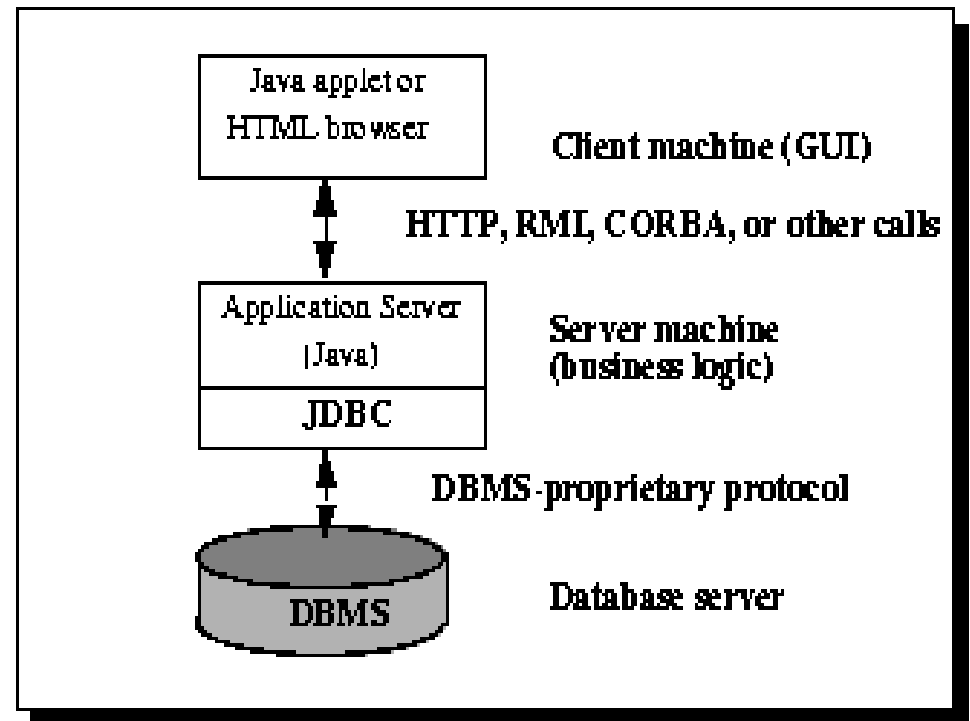 Java applet or
HTML browser
Client machine (GUI)
HTTP, RMI, CORBA, or other calls
Application Server
(Java)
Server machine
(business logic)
JDBC
DBMS-proprietary protocol
DBMS
Database server